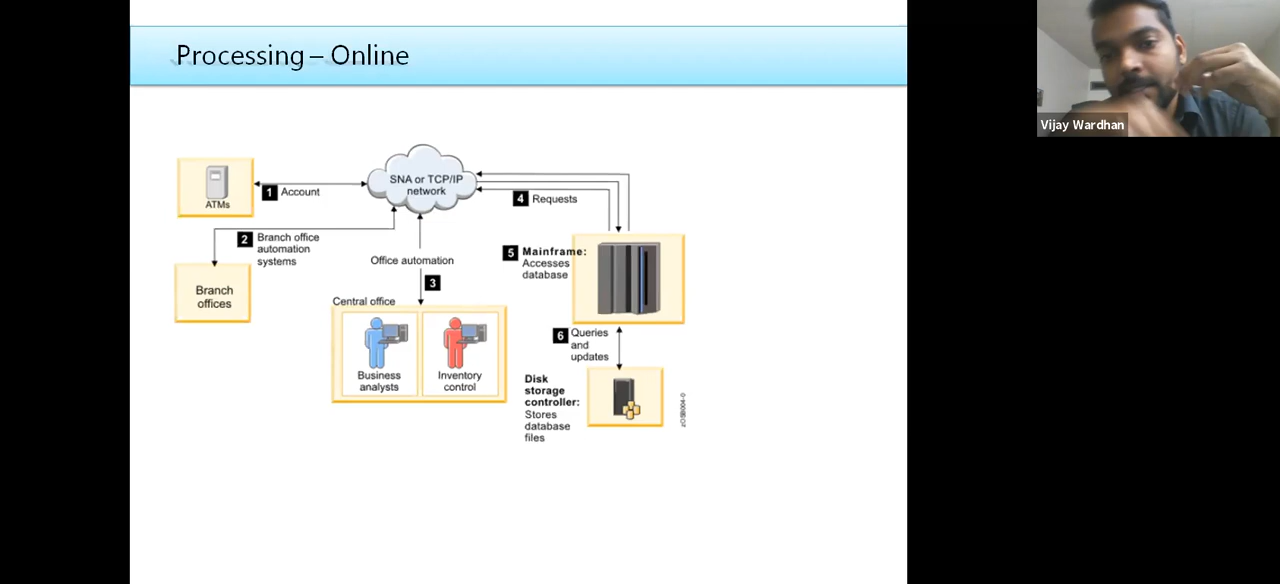 Processing – Online
Vijay Wardhan
SNA or TCP/IP
network
ATMs
1 Account
4 Requests
2 Branch office
automation
systems
Branch
offices
Office automation
3
Central office
Business
analysts
Inventory
control
5 Mainframe:
Accesses
database
6 Queries
and
updates
Disk
storage
controller:
Stores
database
files
zOSB004-0